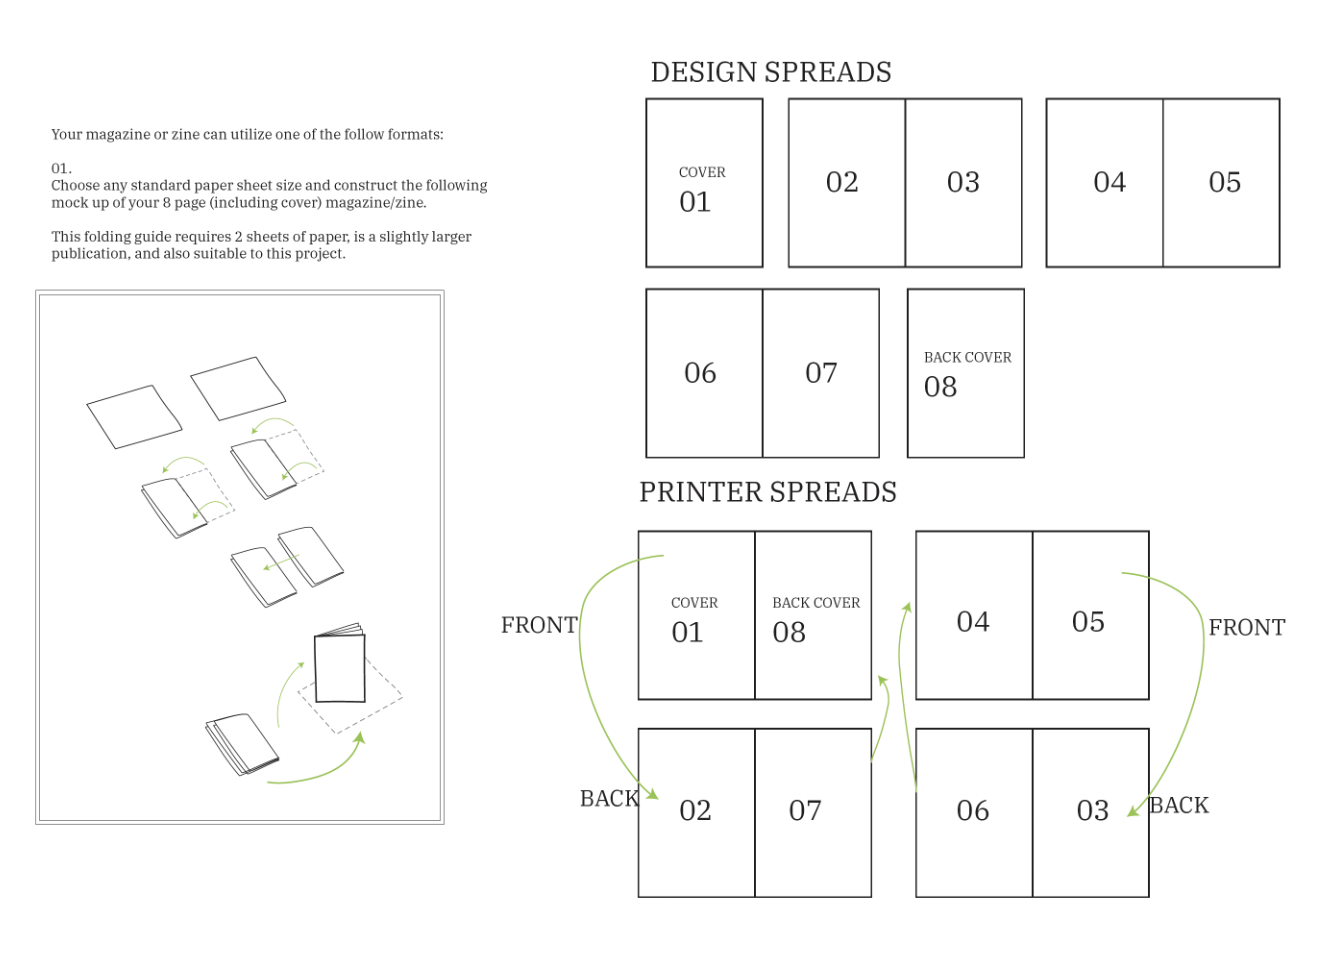 Your magazine or zine can utilize one of the follow formats:
01.
Choose any standard paper sheet size and construct the following
mock up of your 8 page (including cover) magazine/zine.
This folding guide requires 2 sheets of paper, is a slightly larger
publication, and also suitable to this project.
DESIGN SPREADS
COVER
01
02
03
04
05
06
07
BACK COVER
08
PRINTER SPREADS
FRONT
COVER
01
BACK COVER
08
04
05
FRONT
BACK
02
07
06
03
BACK